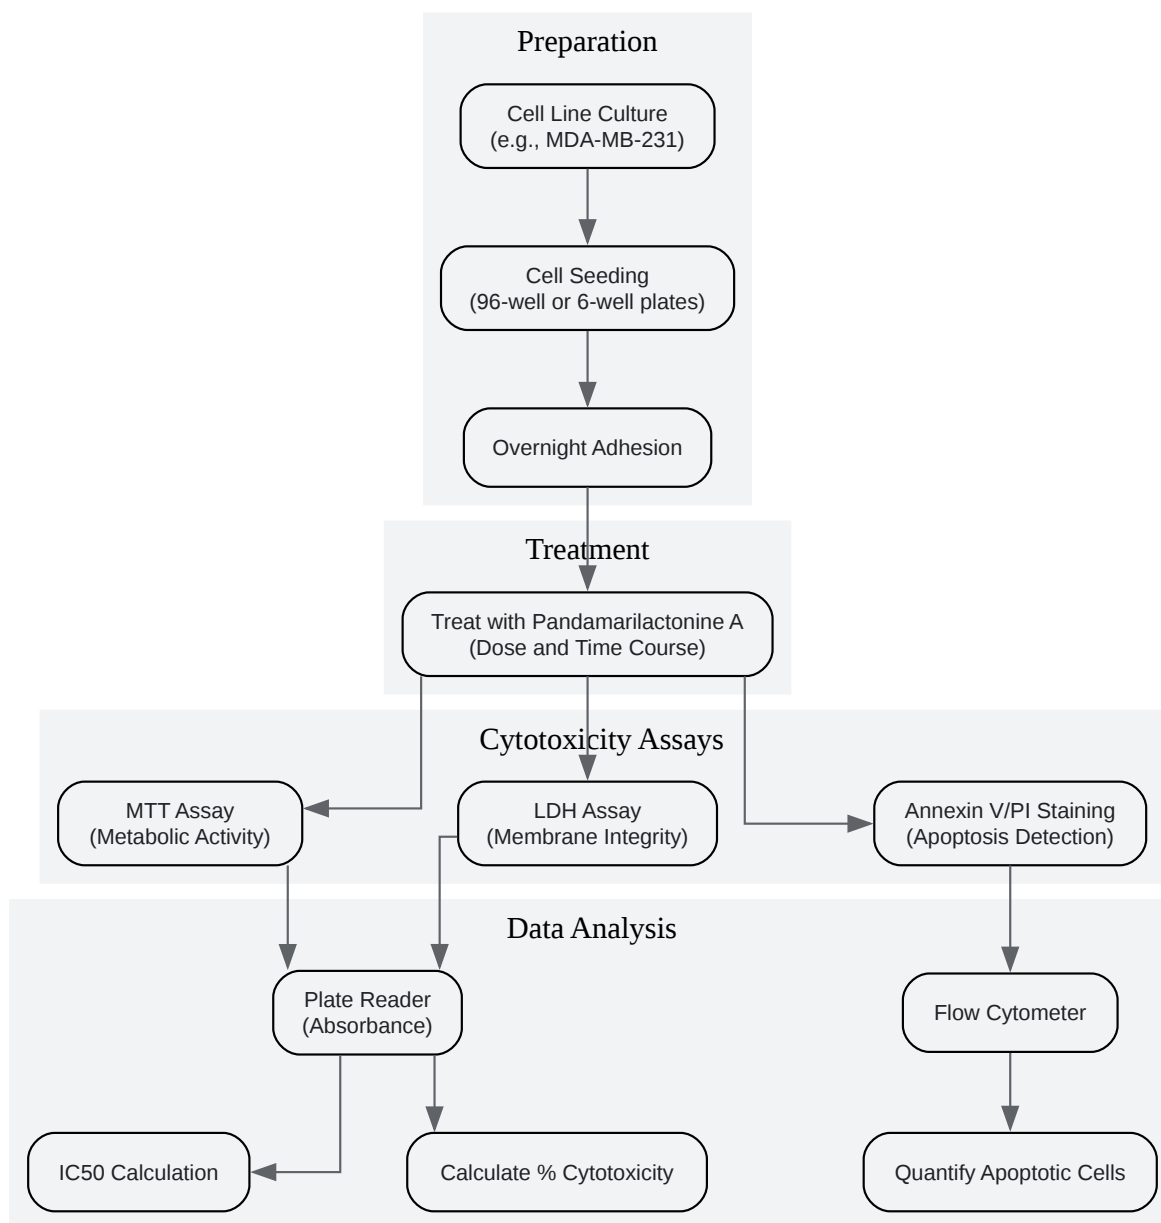 Preparation
Cell Line Culture
(e.g., MDA-MB-231)
Cell Seeding
(96-well or 6-well plates)
Overnight Adhesion
Treatment
Treat with Pandamarilactonine A
(Dose and Time Course)
Cytotoxicity Assays
MTT Assay
(Metabolic Activity)
LDH Assay
(Membrane Integrity)
Annexin V/PI Staining
(Apoptosis Detection)
Data Analysis
Plate Reader
(Absorbance)
Flow Cytometer
IC50 Calculation
Calculate % Cytotoxicity
Quantify Apoptotic Cells